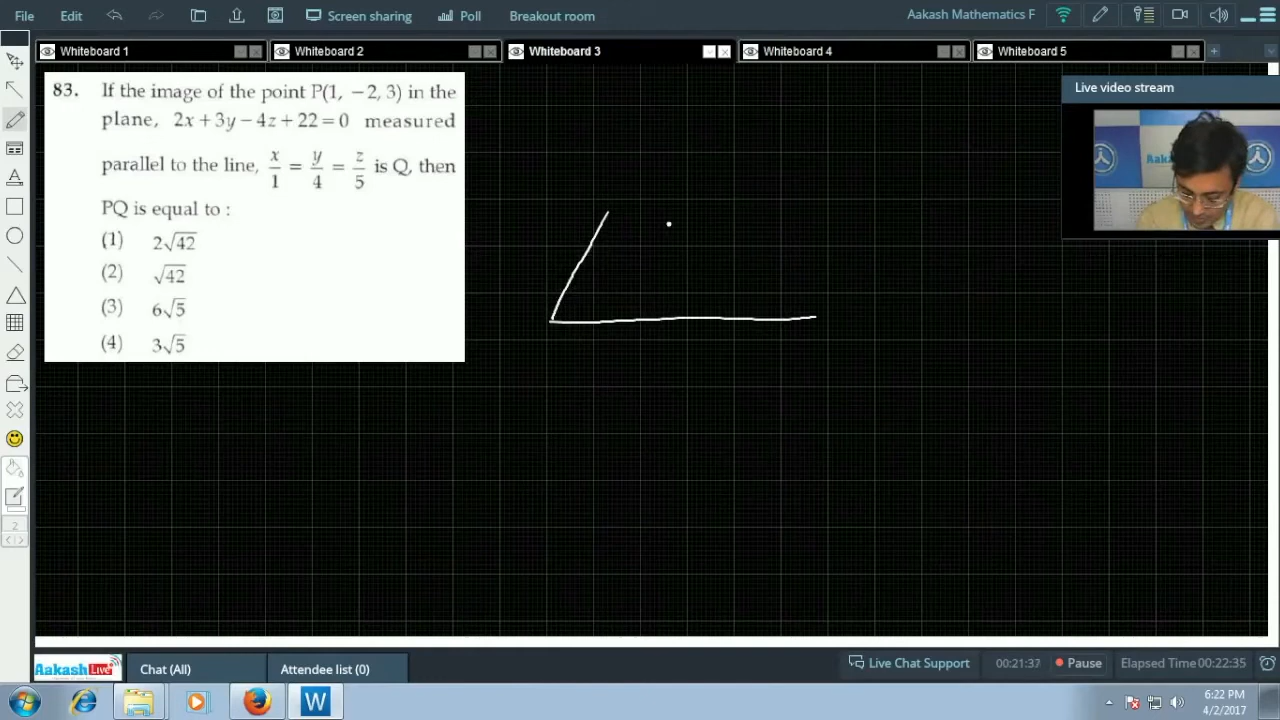 File Edit Screen sharing Poll Breakout room Aakash Mathematics F
Whiteboard 1 Whiteboard 2 Whiteboard 3 Whiteboard 4 Whiteboard 5
Live video stream
83. If the image of the point P(1, −2, 3) in the
plane, 2x + 3y − 4z + 22 = 0 measured
parallel to the line, x/1 = y/4 = z/5 is Q, then
PQ is equal to :
(1) 2√42
(2) √42
(3) 6√5
(4) 3√5
A
2
Aakash Live Chat (All) Attendee list (0) Live Chat Support 00:21:37 Pause Elapsed Time 00:22:35
W
6:22 PM
4/2/2017